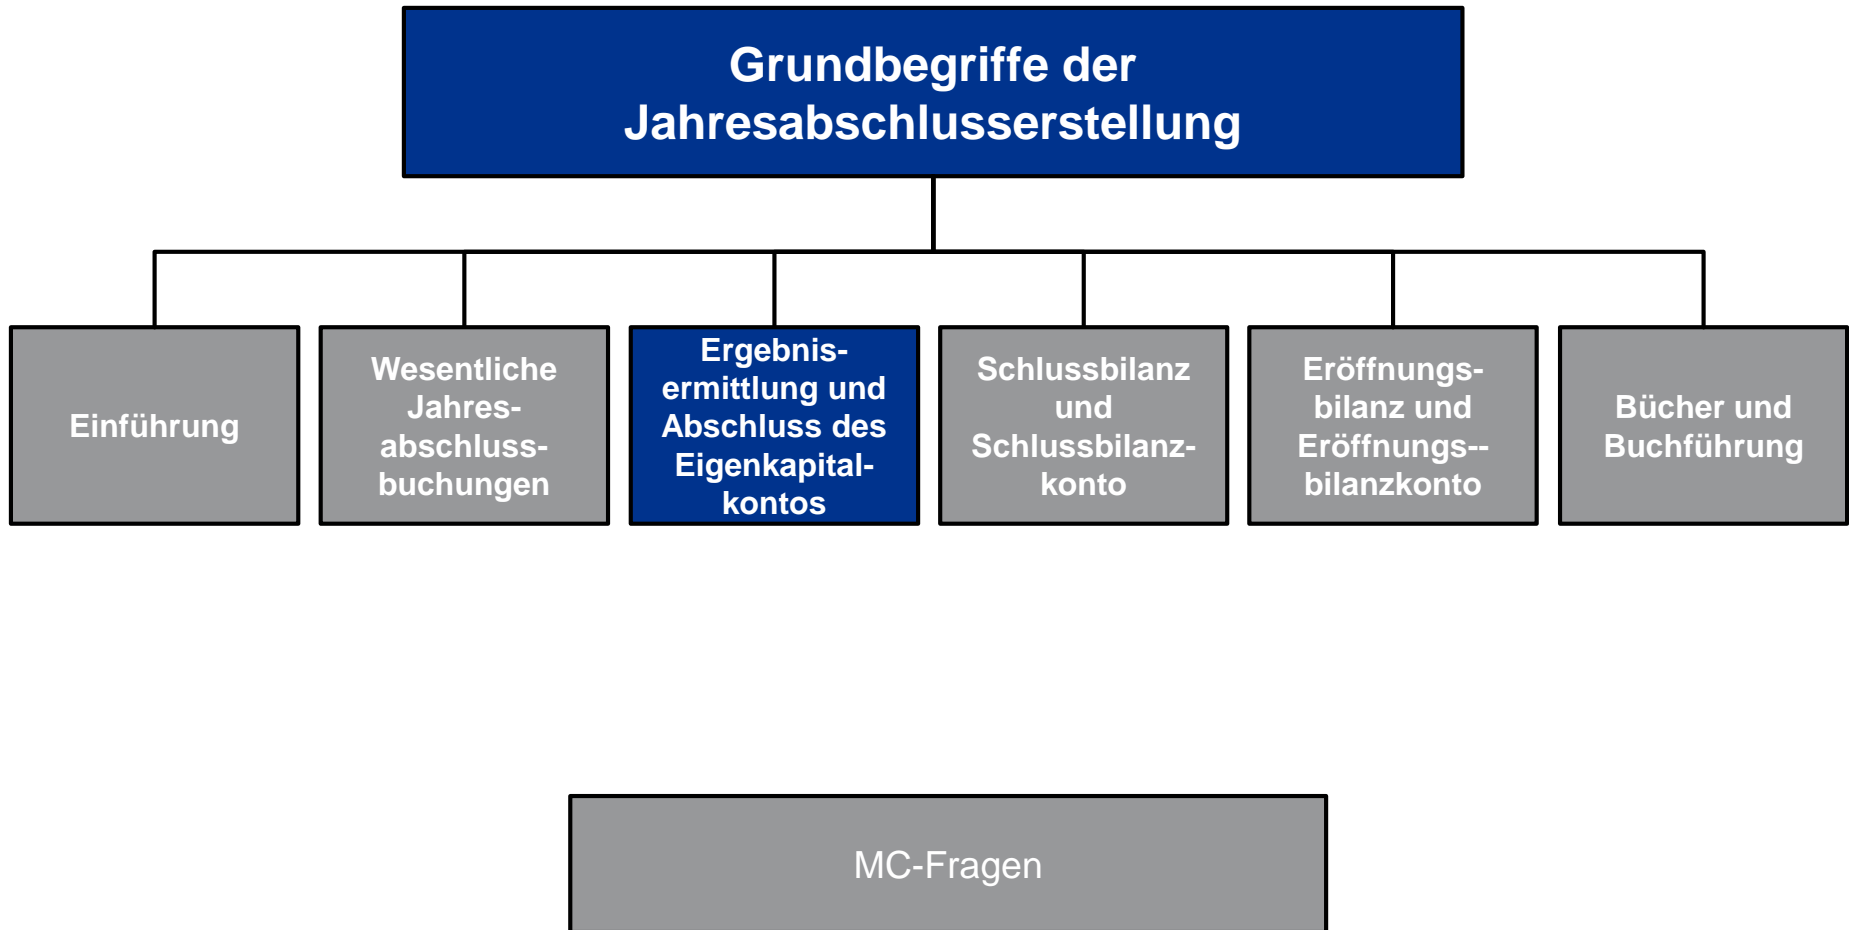 Grundbegriffe der
Jahresabschlusserstellung
Einführung
Wesentliche
Jahres-
abschluss-
buchungen
Ergebnis-
ermittlung und
Abschluss des
Eigenkapital-
kontos
Schlussbilanz
und
Schlussbilanz-
konto
Eröffnungs-
bilanz und
Eröffnungs--
bilanzkonto
Bücher und
Buchführung
MC-Fragen